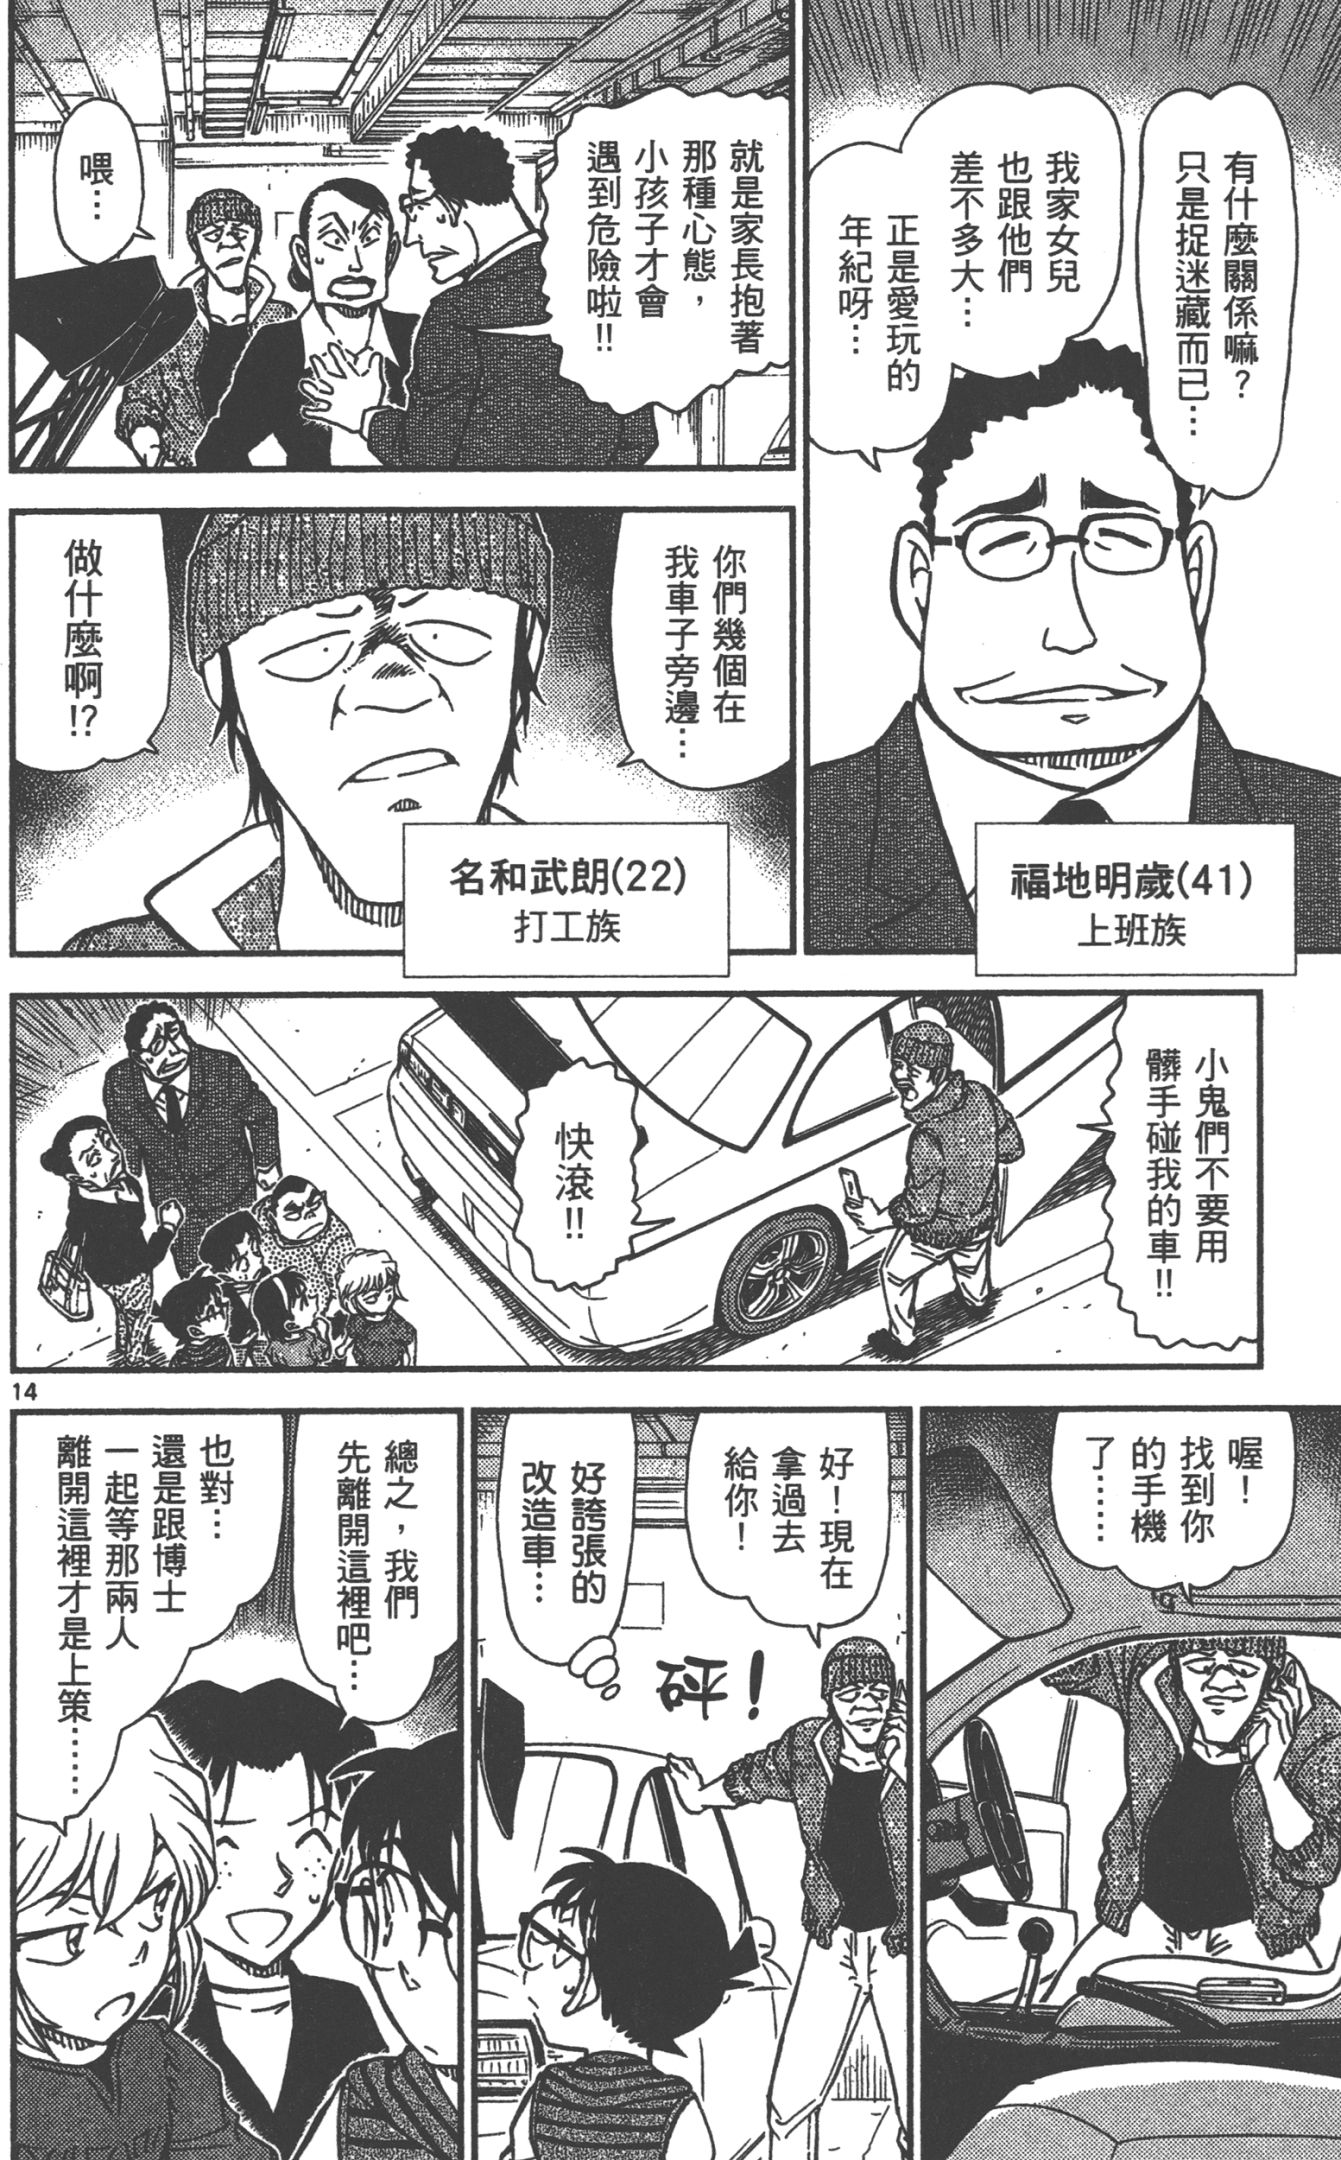 有什麼關係嘛？
只是捉迷藏而已…
我家女兒
也跟他們
差不多大…
正是愛玩的
年紀呀…
福地明歲(41)
上班族
就是家長抱著
那種心態，
小孩子才會
遇到危險啦!!
喂…
你們幾個在
我車子旁邊…
做什麼啊!?
名和武朗(22)
打工族
小鬼們不要用
髒手碰我的車!!
快滾!!
14
喔！
找到你
的手機
了……
好！現在
拿過去
給你！
好誇張的
改造車…
砰！
總之，我們
先離開這裡吧…
也對…
還是跟博士
一起等那兩人
離開這裡才是上策……